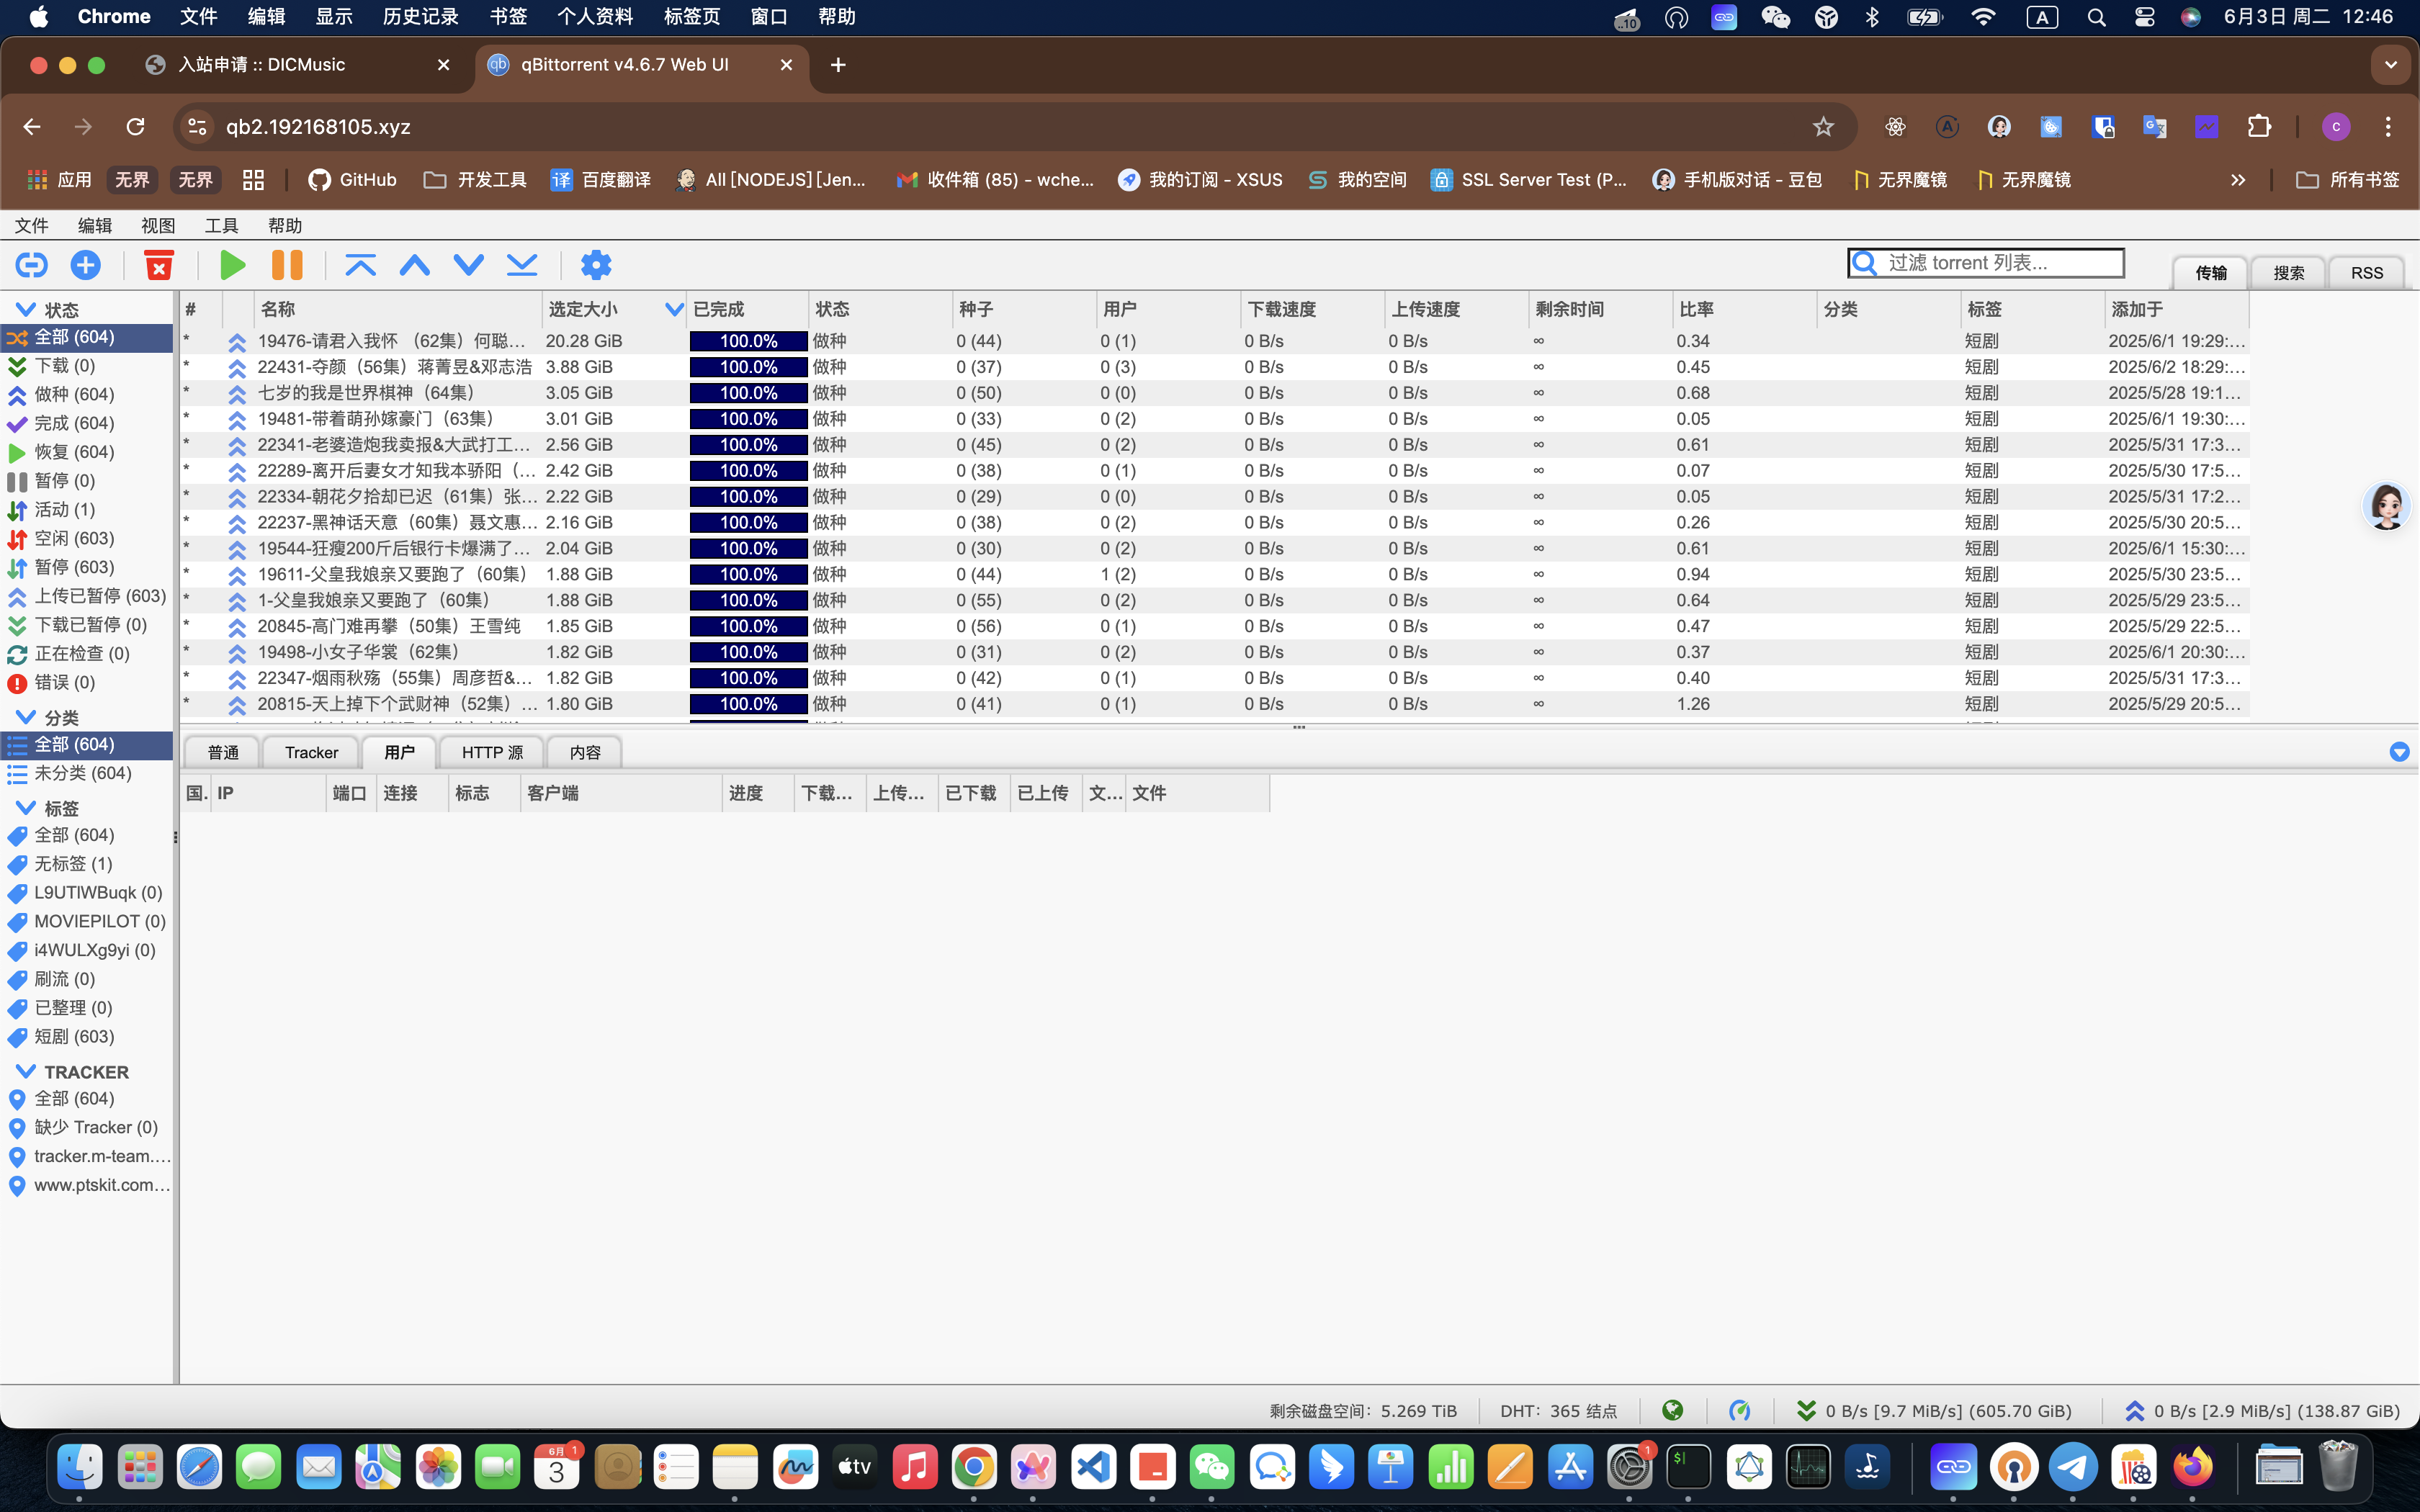 Chrome 文件 编辑 显示 历史记录 书签 个人资料 标签页 窗口 帮助 ..10 A 6月3日 周二 12:46
入站申请 :: DICMusic qb qBittorrent v4.6.7 Web UI
qb2.192168105.xyz
应用 无界 无界 GitHub 开发工具 译 百度翻译 All [NODEJS] [Jen... 收件箱 (85) - wche... 我的订阅 - XSUS 我的空间 SSL Server Test (P... 手机版对话 - 豆包 无界魔镜 无界魔镜 所有书签
文件 编辑 视图 工具 帮助
过滤 torrent 列表... 传输 搜索 RSS
状态
全部 (604)
下载 (0)
做种 (604)
完成 (604)
恢复 (604)
暂停 (0)
活动 (1)
空闲 (603)
暂停 (603)
上传已暂停 (603)
下载已暂停 (0)
正在检查 (0)
错误 (0)
分类
全部 (604)
未分类 (604)
标签
全部 (604)
无标签 (1)
L9UTlWBuqk (0)
MOVIEPILOT (0)
i4WULXg9yi (0)
刷流 (0)
已整理 (0)
短剧 (603)
TRACKER
全部 (604)
缺少 Tracker (0)
tracker.m-team....
www.ptskit.com...
# 名称 选定大小 已完成 状态 种子 用户 下载速度 上传速度 剩余时间 比率 分类 标签 添加于
* 19476-请君入我怀 （62集）何聪... 20.28 GiB 100.0% 做种 0 (44) 0 (1) 0 B/s 0 B/s ∞ 0.34 短剧 2025/6/1 19:29:...
* 22431-夺颜（56集）蒋菁昱&邓志浩 3.88 GiB 100.0% 做种 0 (37) 0 (3) 0 B/s 0 B/s ∞ 0.45 短剧 2025/6/2 18:29:...
* 七岁的我是世界棋神（64集） 3.05 GiB 100.0% 做种 0 (50) 0 (0) 0 B/s 0 B/s ∞ 0.68 短剧 2025/5/28 19:1...
* 19481-带着萌孙嫁豪门（63集） 3.01 GiB 100.0% 做种 0 (33) 0 (2) 0 B/s 0 B/s ∞ 0.05 短剧 2025/6/1 19:30:...
* 22341-老婆造炮我卖报&大武打工... 2.56 GiB 100.0% 做种 0 (45) 0 (2) 0 B/s 0 B/s ∞ 0.61 短剧 2025/5/31 17:3...
* 22289-离开后妻女才知我本骄阳（... 2.42 GiB 100.0% 做种 0 (38) 0 (1) 0 B/s 0 B/s ∞ 0.07 短剧 2025/5/30 17:5...
* 22334-朝花夕拾却已迟（61集）张... 2.22 GiB 100.0% 做种 0 (29) 0 (0) 0 B/s 0 B/s ∞ 0.05 短剧 2025/5/31 17:2...
* 22237-黑神话天意（60集）聂文惠... 2.16 GiB 100.0% 做种 0 (38) 0 (2) 0 B/s 0 B/s ∞ 0.26 短剧 2025/5/30 20:5...
* 19544-狂瘦200斤后银行卡爆满了... 2.04 GiB 100.0% 做种 0 (30) 0 (2) 0 B/s 0 B/s ∞ 0.61 短剧 2025/6/1 15:30:...
* 19611-父皇我娘亲又要跑了（60集） 1.88 GiB 100.0% 做种 0 (44) 1 (2) 0 B/s 0 B/s ∞ 0.94 短剧 2025/5/30 23:5...
* 1-父皇我娘亲又要跑了（60集） 1.88 GiB 100.0% 做种 0 (55) 0 (2) 0 B/s 0 B/s ∞ 0.64 短剧 2025/5/29 23:5...
* 20845-高门难再攀（50集）王雪纯 1.85 GiB 100.0% 做种 0 (56) 0 (1) 0 B/s 0 B/s ∞ 0.47 短剧 2025/5/29 22:5...
* 19498-小女子华裳（62集） 1.82 GiB 100.0% 做种 0 (31) 0 (2) 0 B/s 0 B/s ∞ 0.37 短剧 2025/6/1 20:30:...
* 22347-烟雨秋殇（55集）周彦哲&... 1.82 GiB 100.0% 做种 0 (42) 0 (1) 0 B/s 0 B/s ∞ 0.40 短剧 2025/5/31 17:3...
* 20815-天上掉下个武财神（52集）... 1.80 GiB 100.0% 做种 0 (41) 0 (1) 0 B/s 0 B/s ∞ 1.26 短剧 2025/5/29 20:5...
普通 Tracker 用户 HTTP 源 内容
国. IP 端口 连接 标志 客户端 进度 下载... 上传... 已下载 已上传 文... 文件
剩余磁盘空间：5.269 TiB DHT：365 结点 0 B/s [9.7 MiB/s] (605.70 GiB) 0 B/s [2.9 MiB/s] (138.87 GiB)
6月 1 3 tv 1